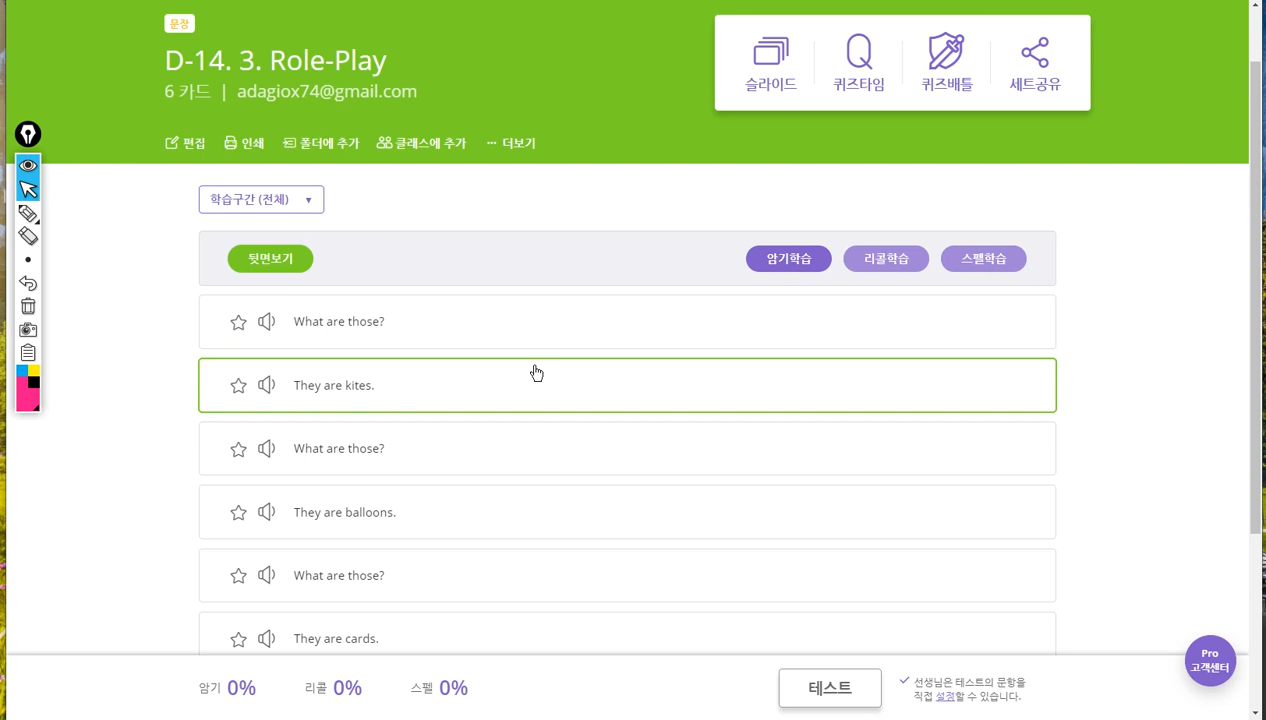 문장
D-14. 3. Role-Play
6 카드 | adagiox74@gmail.com
슬라이드 퀴즈타임 퀴즈배틀 세트공유
편집 인쇄 폴더에 추가 클래스에 추가 ··· 더보기
학습구간 (전체) ▼
뒷면보기 암기학습 리콜학습 스펠학습
What are those?
They are kites.
What are those?
They are balloons.
What are those?
They are cards.
Pro
고객센터
암기 0% 리콜 0% 스펠 0% 테스트
선생님은 테스트의 문항을
직접 설정할 수 있습니다.